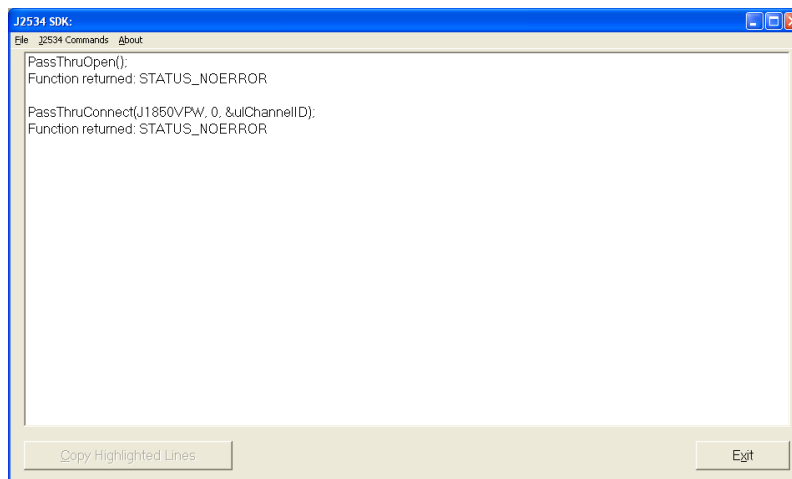 J2534 SDK:
File J2534 Commands About
PassThruOpen();
Function returned: STATUS_NOERROR
PassThruConnect(J1850VPW, 0, &ulChannelID);
Function returned: STATUS_NOERROR
Copy Highlighted Lines Exit